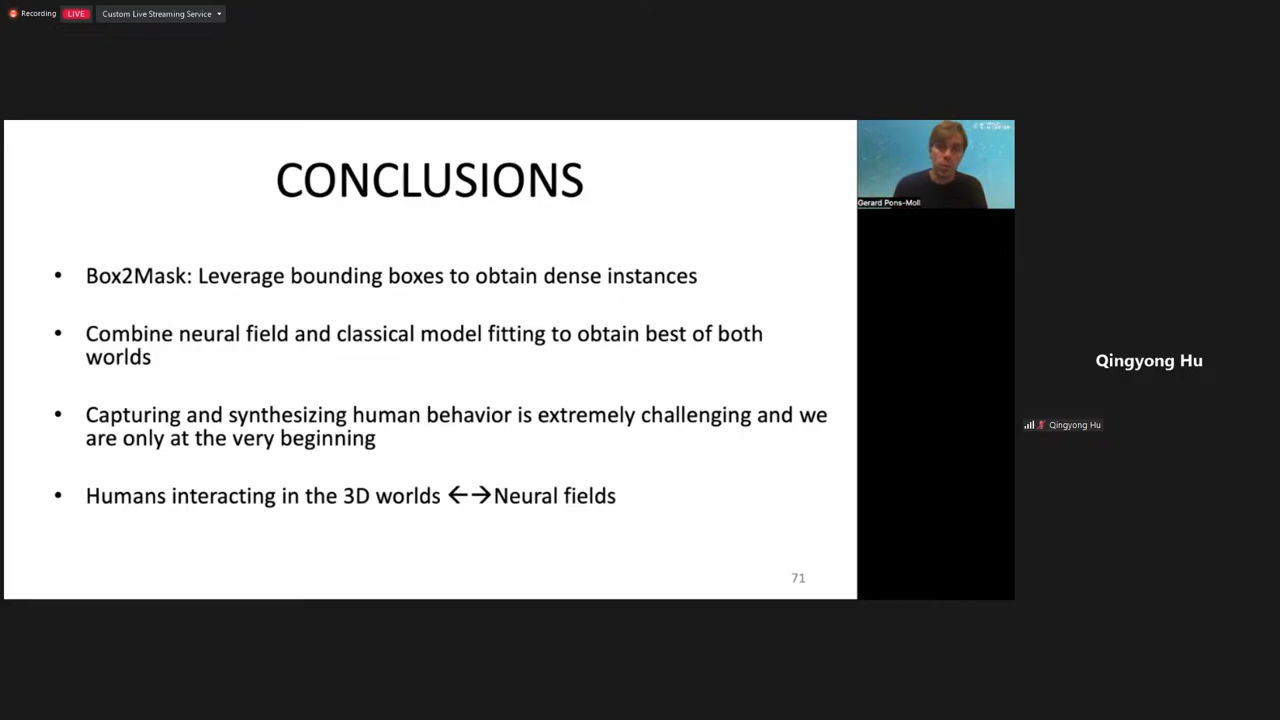 Recording LIVE Custom Live Streaming Service
CONCLUSIONS
• Box2Mask: Leverage bounding boxes to obtain dense instances
• Combine neural field and classical model fitting to obtain best of both
worlds
• Capturing and synthesizing human behavior is extremely challenging and we
are only at the very beginning
• Humans interacting in the 3D worlds ←→Neural fields
71
Gerard Pons-Moll
Qingyong Hu
Qingyong Hu